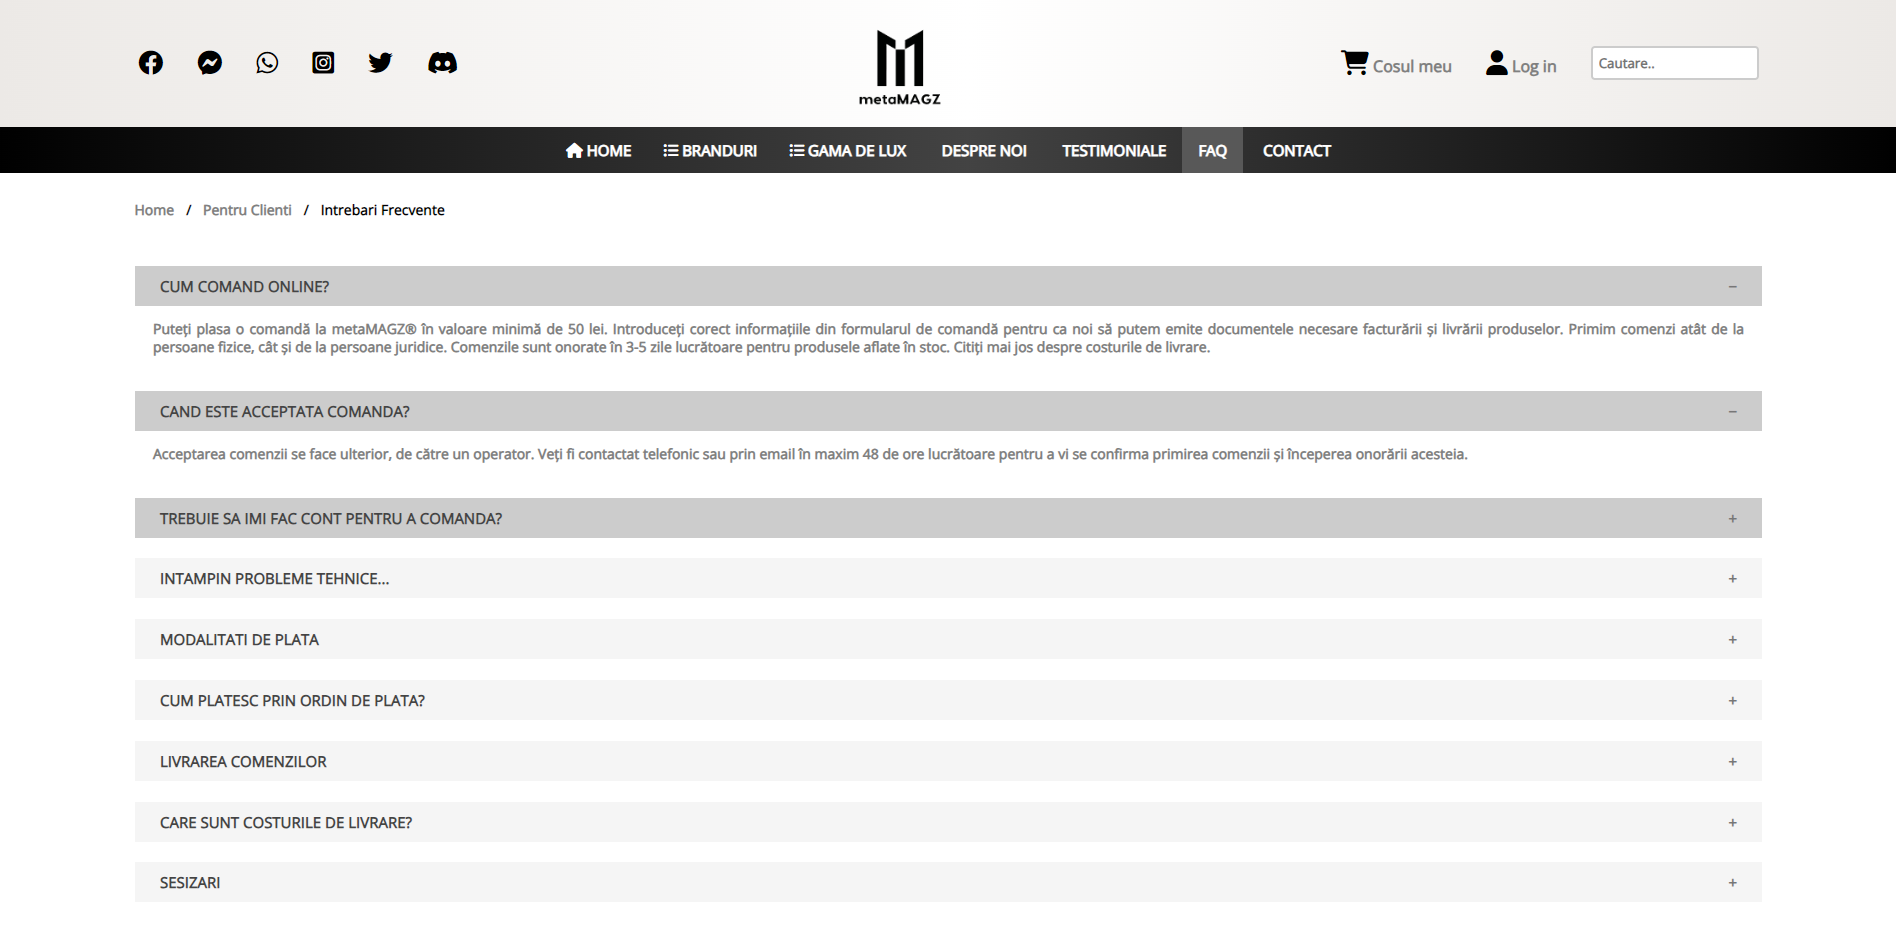 metaMAGZ
Cosul meu
Log in
Cautare..
HOME
BRANDURI
GAMA DE LUX
DESPRE NOI
TESTIMONIALE
FAQ
CONTACT
Home / Pentru Clienti / Intrebari Frecvente
CUM COMAND ONLINE? −
Puteți plasa o comandă la metaMAGZ® în valoare minimă de 50 lei. Introduceți corect informațiile din formularul de comandă pentru ca noi să putem emite documentele necesare facturării și livrării produselor. Primim comenzi atât de la
persoane fizice, cât și de la persoane juridice. Comenzile sunt onorate în 3-5 zile lucrătoare pentru produsele aflate în stoc. Citiți mai jos despre costurile de livrare.
CAND ESTE ACCEPTATA COMANDA? −
Acceptarea comenzii se face ulterior, de către un operator. Veți fi contactat telefonic sau prin email în maxim 48 de ore lucrătoare pentru a vi se confirma primirea comenzii și începerea onorării acesteia.
TREBUIE SA IMI FAC CONT PENTRU A COMANDA? +
INTAMPIN PROBLEME TEHNICE... +
MODALITATI DE PLATA +
CUM PLATESC PRIN ORDIN DE PLATA? +
LIVRAREA COMENZILOR +
CARE SUNT COSTURILE DE LIVRARE? +
SESIZARI +